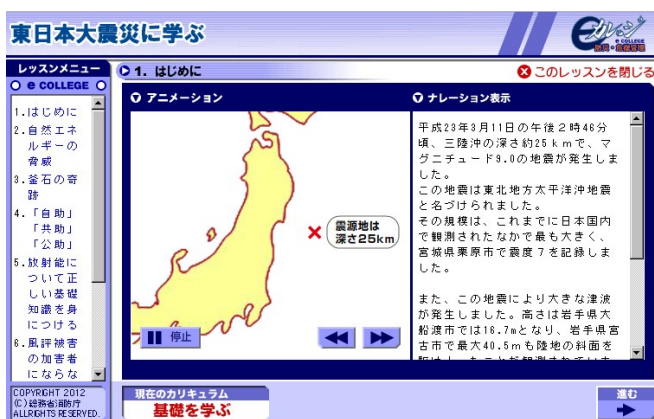 東日本大震災に学ぶ
eカレッジ
e COLLEGE
防災・危機管理
レッスンメニュー
e COLLEGE
1.はじめに
2.自然エネ
ルギーの
脅威
3.釜石の奇
跡
4.「自助」
「共助」
「公助」
5.放射能に
ついて正
しい基礎
知識を身
につける
6.風評被害
の加害者
にならな
COPYRIGHT 2012
(C)総務省消防庁
ALLRIGHTS RESERVED.
1. はじめに
このレッスンを閉じる
アニメーション
震源地は
深さ25km
停止
ナレーション表示
平成23年3月11日の午後2時46分
頃、三陸沖の深さ約25kmで、マ
グニチュード9.0の地震が発生しま
した。
この地震は東北地方太平洋沖地震
と名づけられました。
その規模は、これまでに日本国内
で観測されたなかで最も大きく、
宮城県栗原市で震度7を記録しま
した。
また、この地震により大きな津波
が発生しました。高さは岩手県大
船渡市では16.7mとなり、岩手県宮
古市で最大40.5mも陸地の斜面を
現在のカリキュラム
基礎を学ぶ
進む